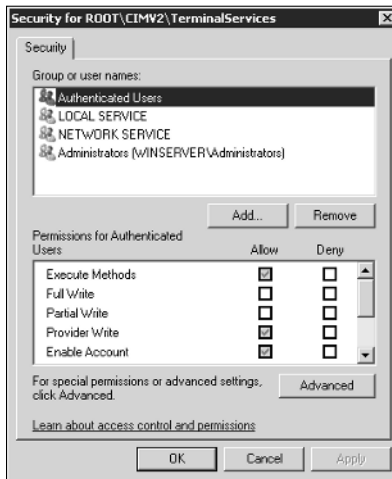 Security for ROOT\CIMV2\TerminalServices
Security
Group or user names:
Authenticated Users
LOCAL SERVICE
NETWORK SERVICE
Administrators (WINSERVER\Administrators)
Add... Remove
Permissions for Authenticated
Users Allow Deny
Execute Methods
Full Write
Partial Write
Provider Write
Enable Account
For special permissions or advanced settings,
click Advanced. Advanced
Learn about access control and permissions
OK Cancel Apply